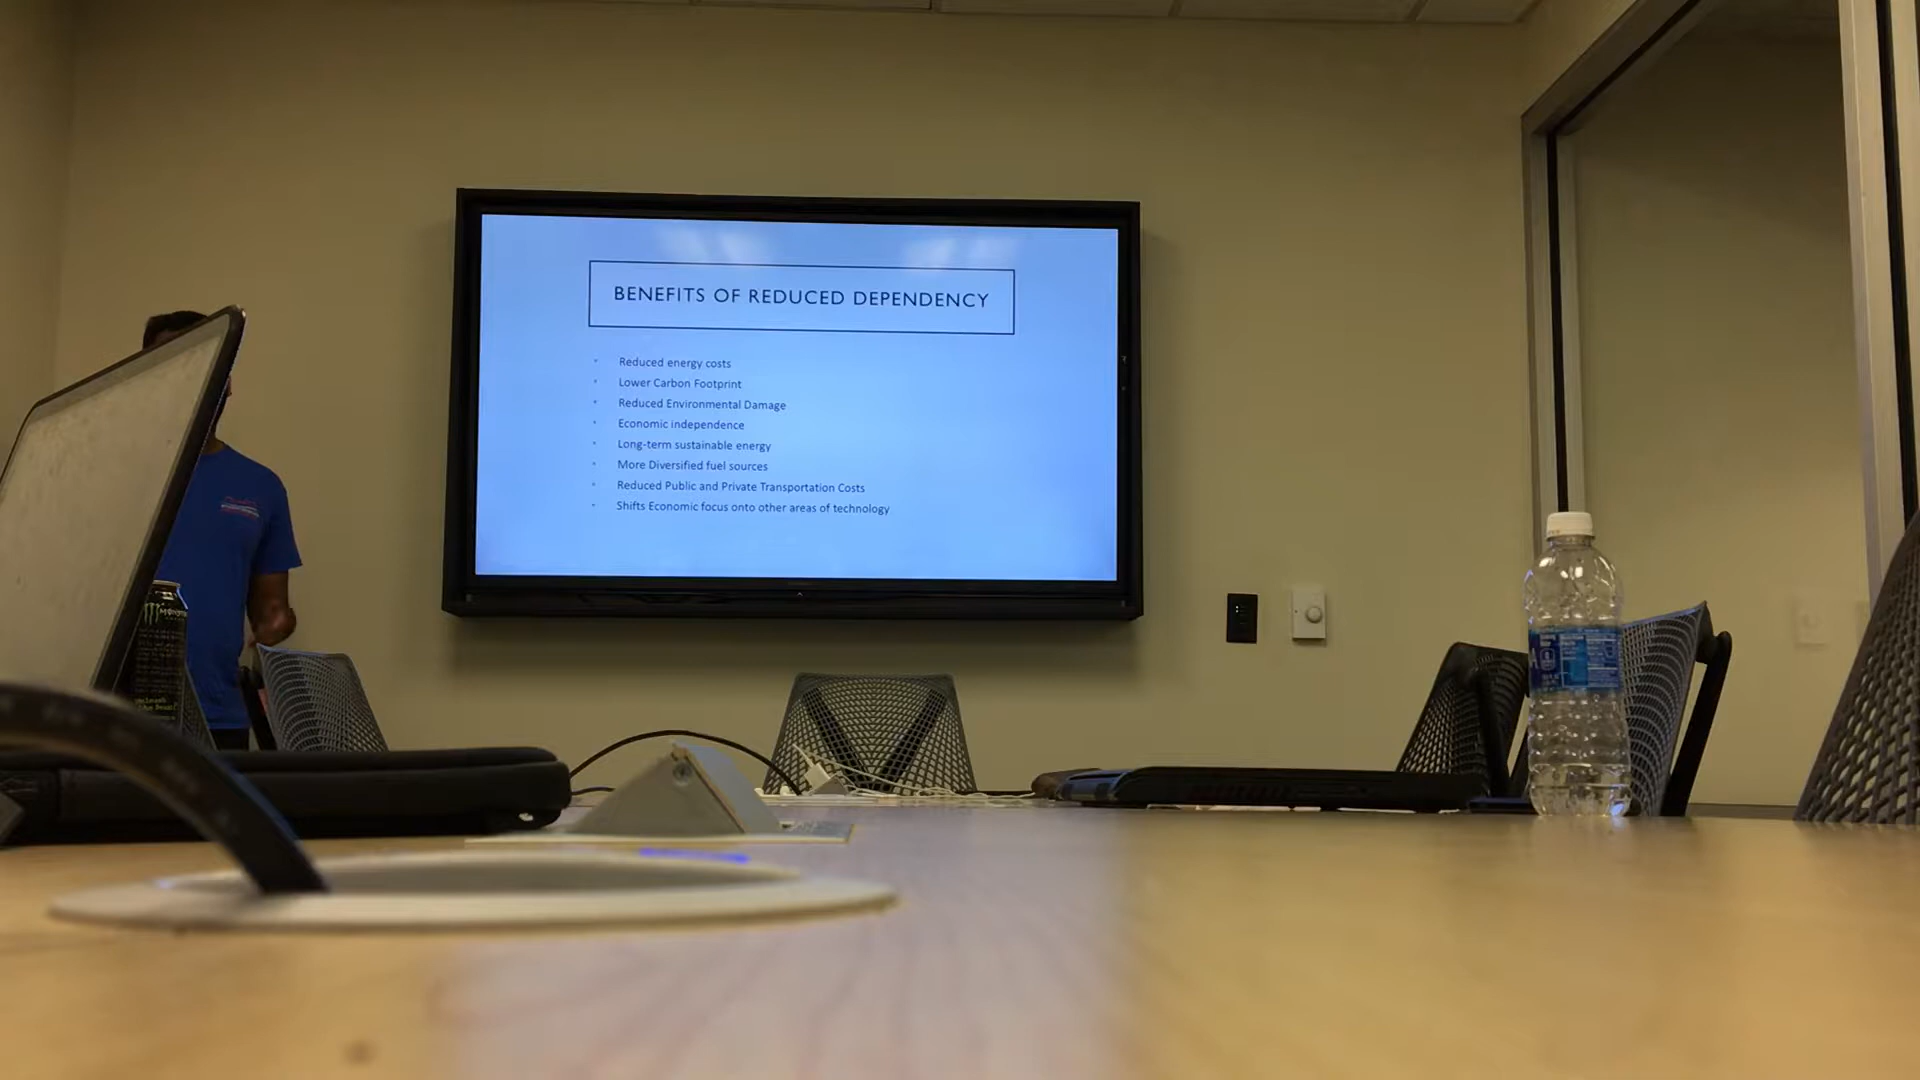 BENEFITS OF REDUCED DEPENDENCY
Reduced energy costs
Lower Carbon Footprint
Reduced Environmental Damage
Economic independence
Long-term sustainable energy
More Diversified fuel sources
Reduced Public and Private Transportation Costs
Shifts Economic focus onto other areas of technology